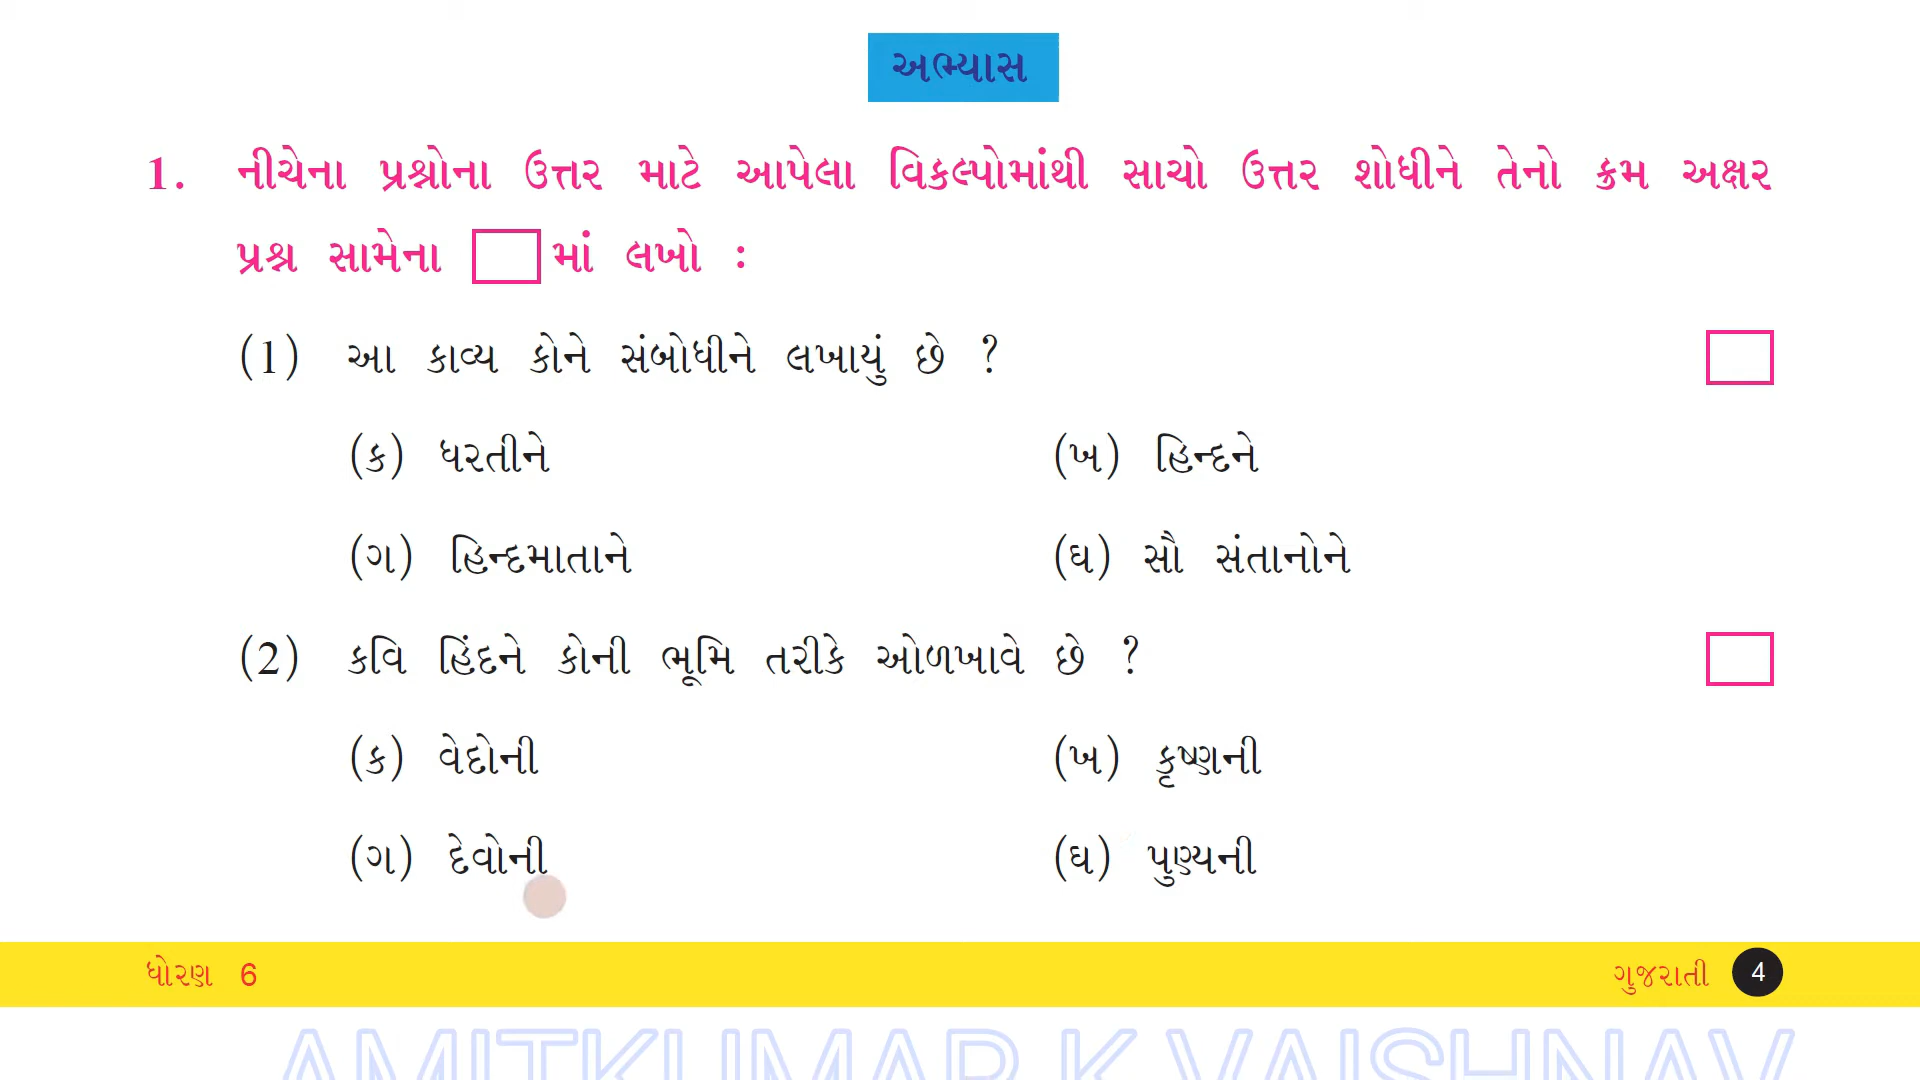 અભ્યાસ
1. નીચેના પ્રશ્નોના ઉત્તર માટે આપેલા વિકલ્પોમાંથી સાચો ઉત્તર શોધીને તેનો ક્રમ અક્ષર
પ્રશ્ન સામેના માં લખો :
(1) આ કાવ્ય કોને સંબોધીને લખાયું છે ?
(ક) ધરતીને (ખ) હિન્દને
(ગ) હિન્દમાતાને (ઘ) સૌ સંતાનોને
(2) કવિ હિંદને કોની ભૂમિ તરીકે ઓળખાવે છે ?
(ક) વેદોની (ખ) કૃષ્ણની
(ગ) દેવોની (ઘ) પુણ્યની
ધોરણ 6 ગુજરાતી 4
AMITKUMAR K VAISHNAV